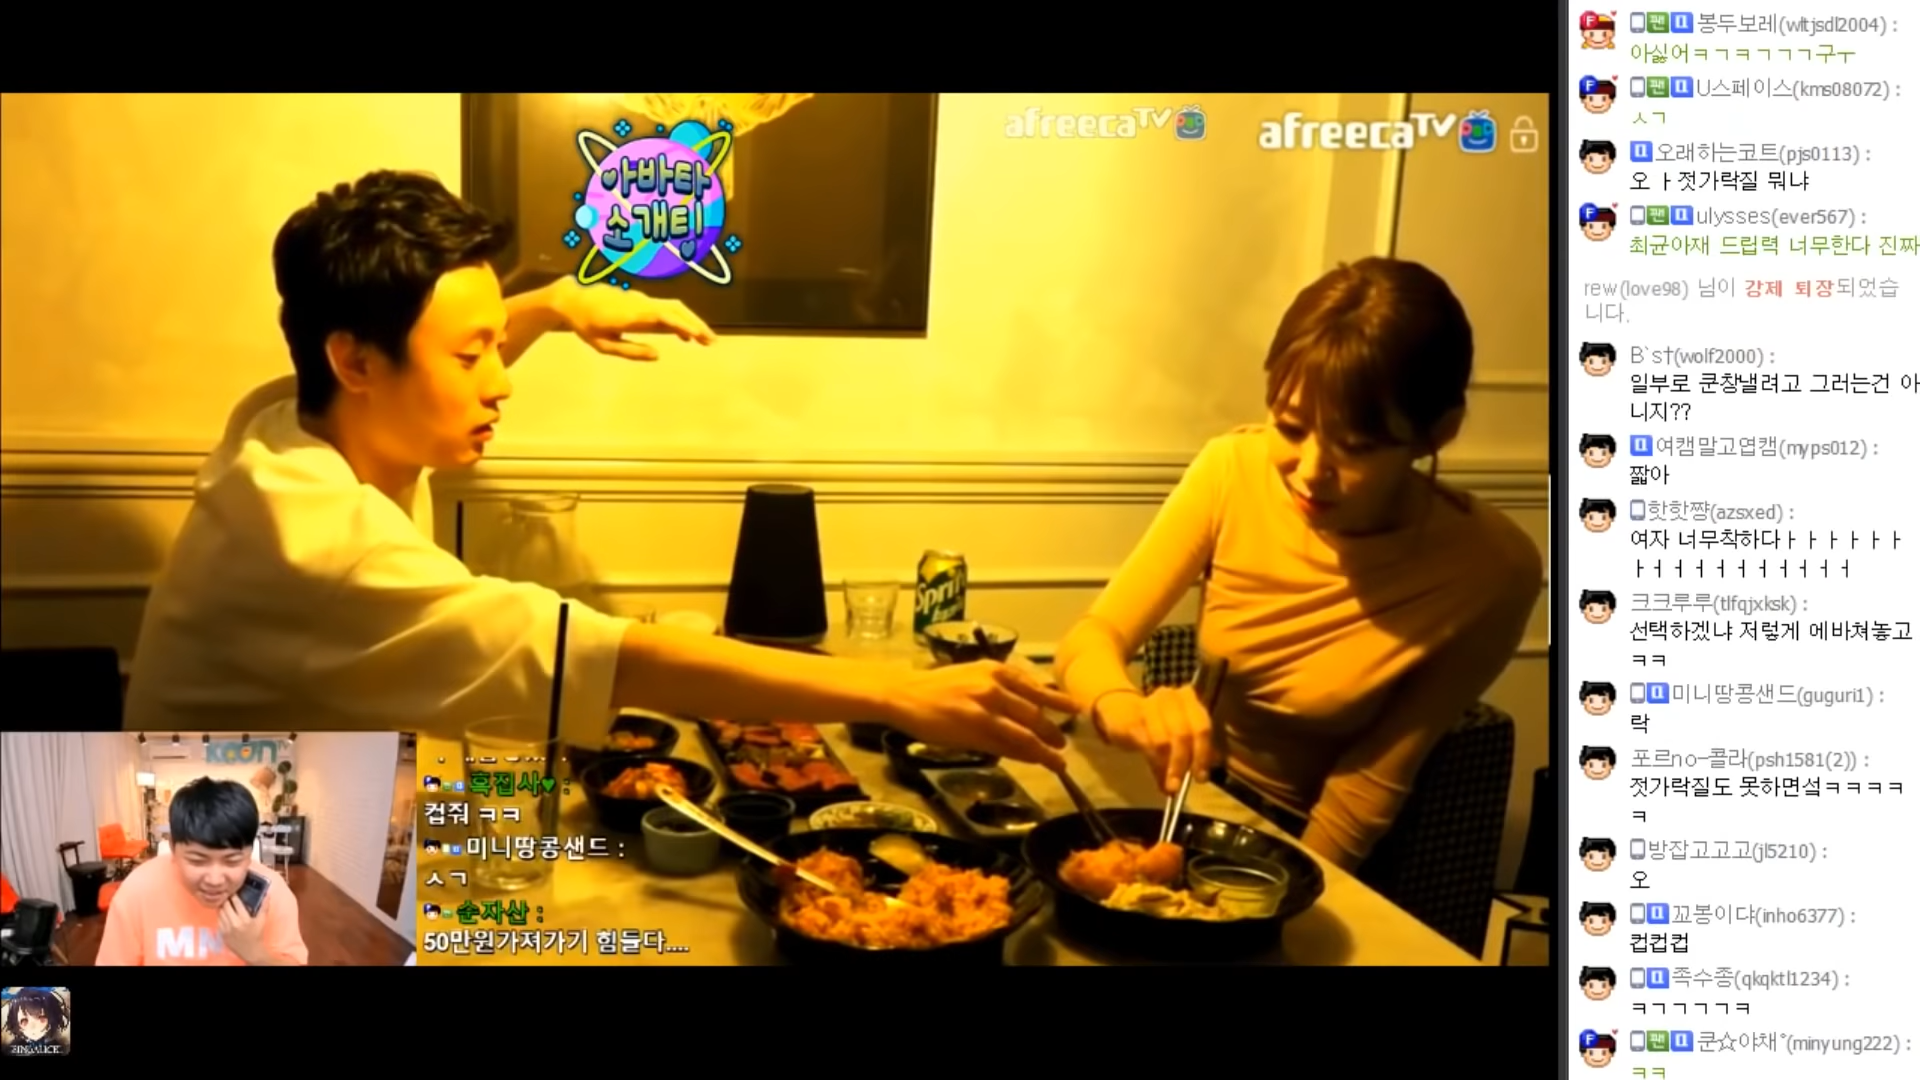 afreecaTV
afreecaTV
아바타
소개팅
Sprite
koon
혹집사♥ :
컵줘 ㅋㅋ
미니땅콩샌드 :
ㅅㄱ
순자산 :
50만원가져가기 힘들다....
봉두보레(wltjsdl2004) :
아싫어ㅋㄱㅋㄱㄱㄱ구ㅜ
U스페이스(kms08072) :
ㅅㄱ
오래하는코트(pjs0113) :
오 ㅏ젓가락질 뭐냐
ulysses(ever567) :
최균아재 드립력 너무한다 진짜
rew(love98) 님이 강제 퇴장되었습
니다.
B`s†(wolf2000) :
일부로 쿤창낼려고 그러는건 아
니지??
여캠말고엽캠(myps012) :
짧아
핫핫쨩(azsxed) :
여자 너무착하다ㅏㅏㅏㅏㅏㅏ
ㅏㅓㅓㅓㅓㅓㅓㅓㅓㅓㅓ
크크루루(tlfqjxksk) :
선택하겠냐 저렇게 에바쳐놓고
ㅋㅋ
미니땅콩샌드(guguri1) :
락
포르no-콜라(psh1581(2)) :
젓가락질도 못하면섴ㅋㅋㅋㅋ
ㅋ
방잡고고고(jl5210) :
오
꼬봉이댜(inho6377) :
컵컵컵
족수종(qkqktl1234) :
ㅋㄱㄱㄱㄱㅋ
쿤☆야채˚(minyung222) :
ㅋㅋ